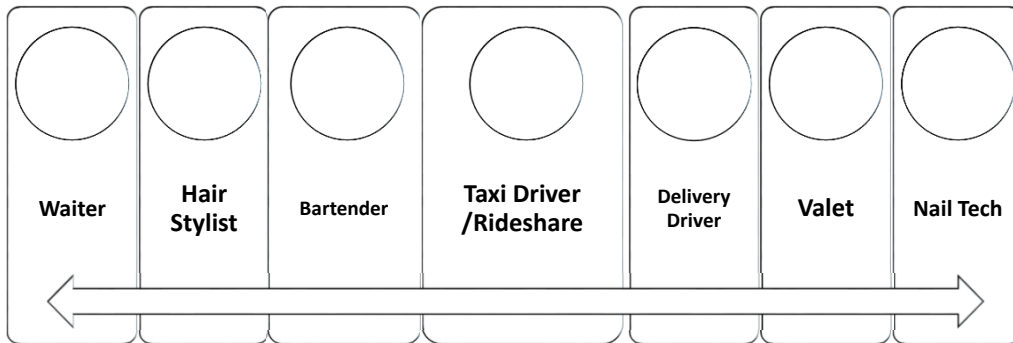 Waiter
Hair
Stylist
Bartender
Taxi Driver
/Rideshare
Delivery
Driver
Valet
Nail Tech